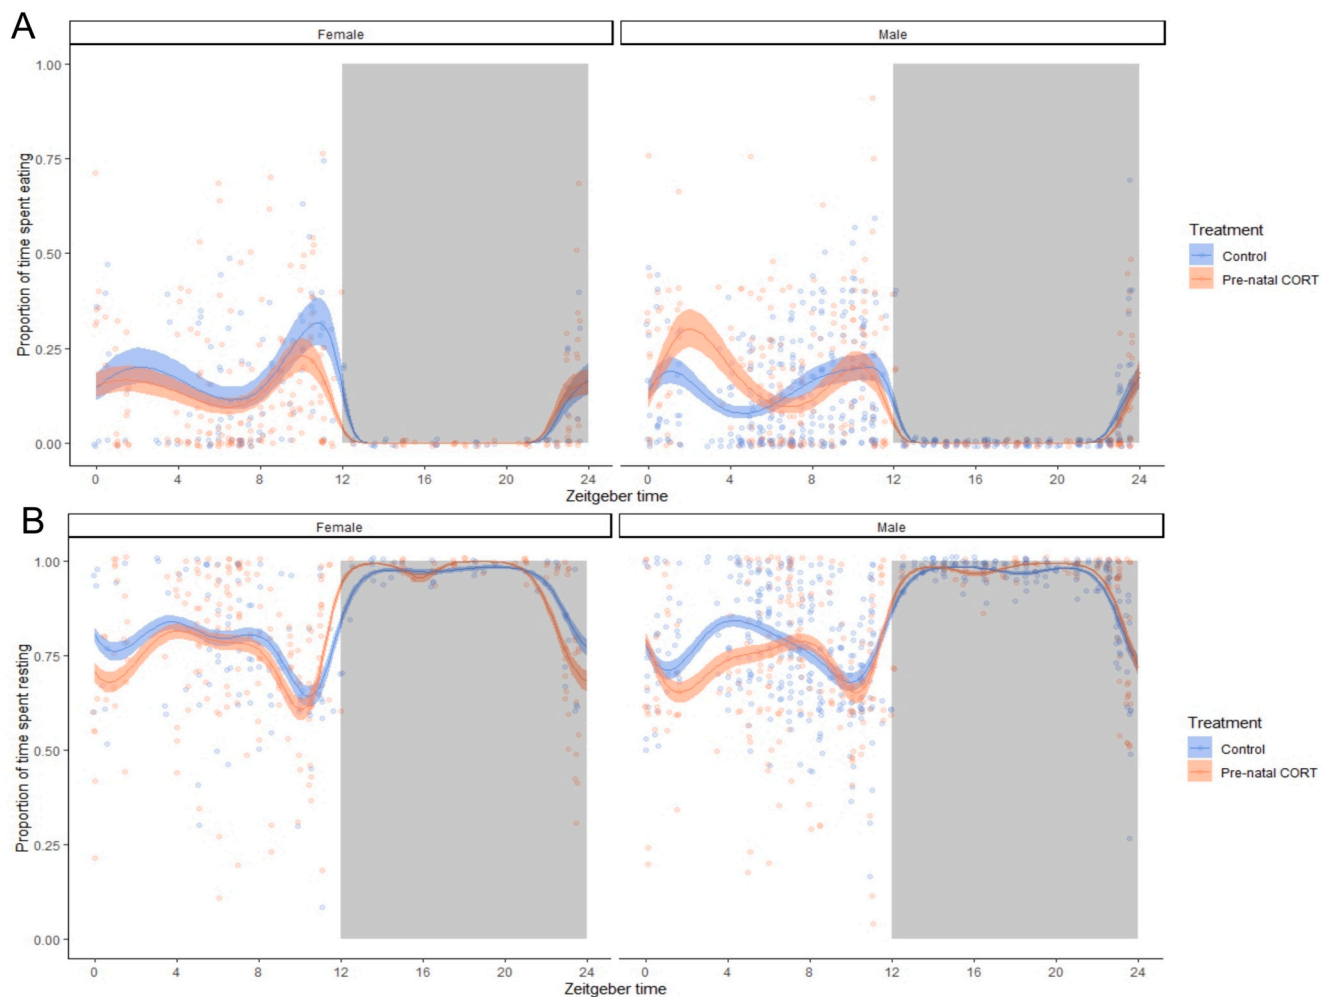 A
Female Male
1.00
0.75
0.50
0.25
0.00
Proportion of time spent eating
0 4 8 12 16 20 24 0 4 8 12 16 20 24
Zeitgeber time
Treatment
Control
Pre-natal CORT
B
Female Male
1.00
0.75
0.50
0.25
0.00
Proportion of time spent resting
0 4 8 12 16 20 24 0 4 8 12 16 20 24
Zeitgeber time
Treatment
Control
Pre-natal CORT